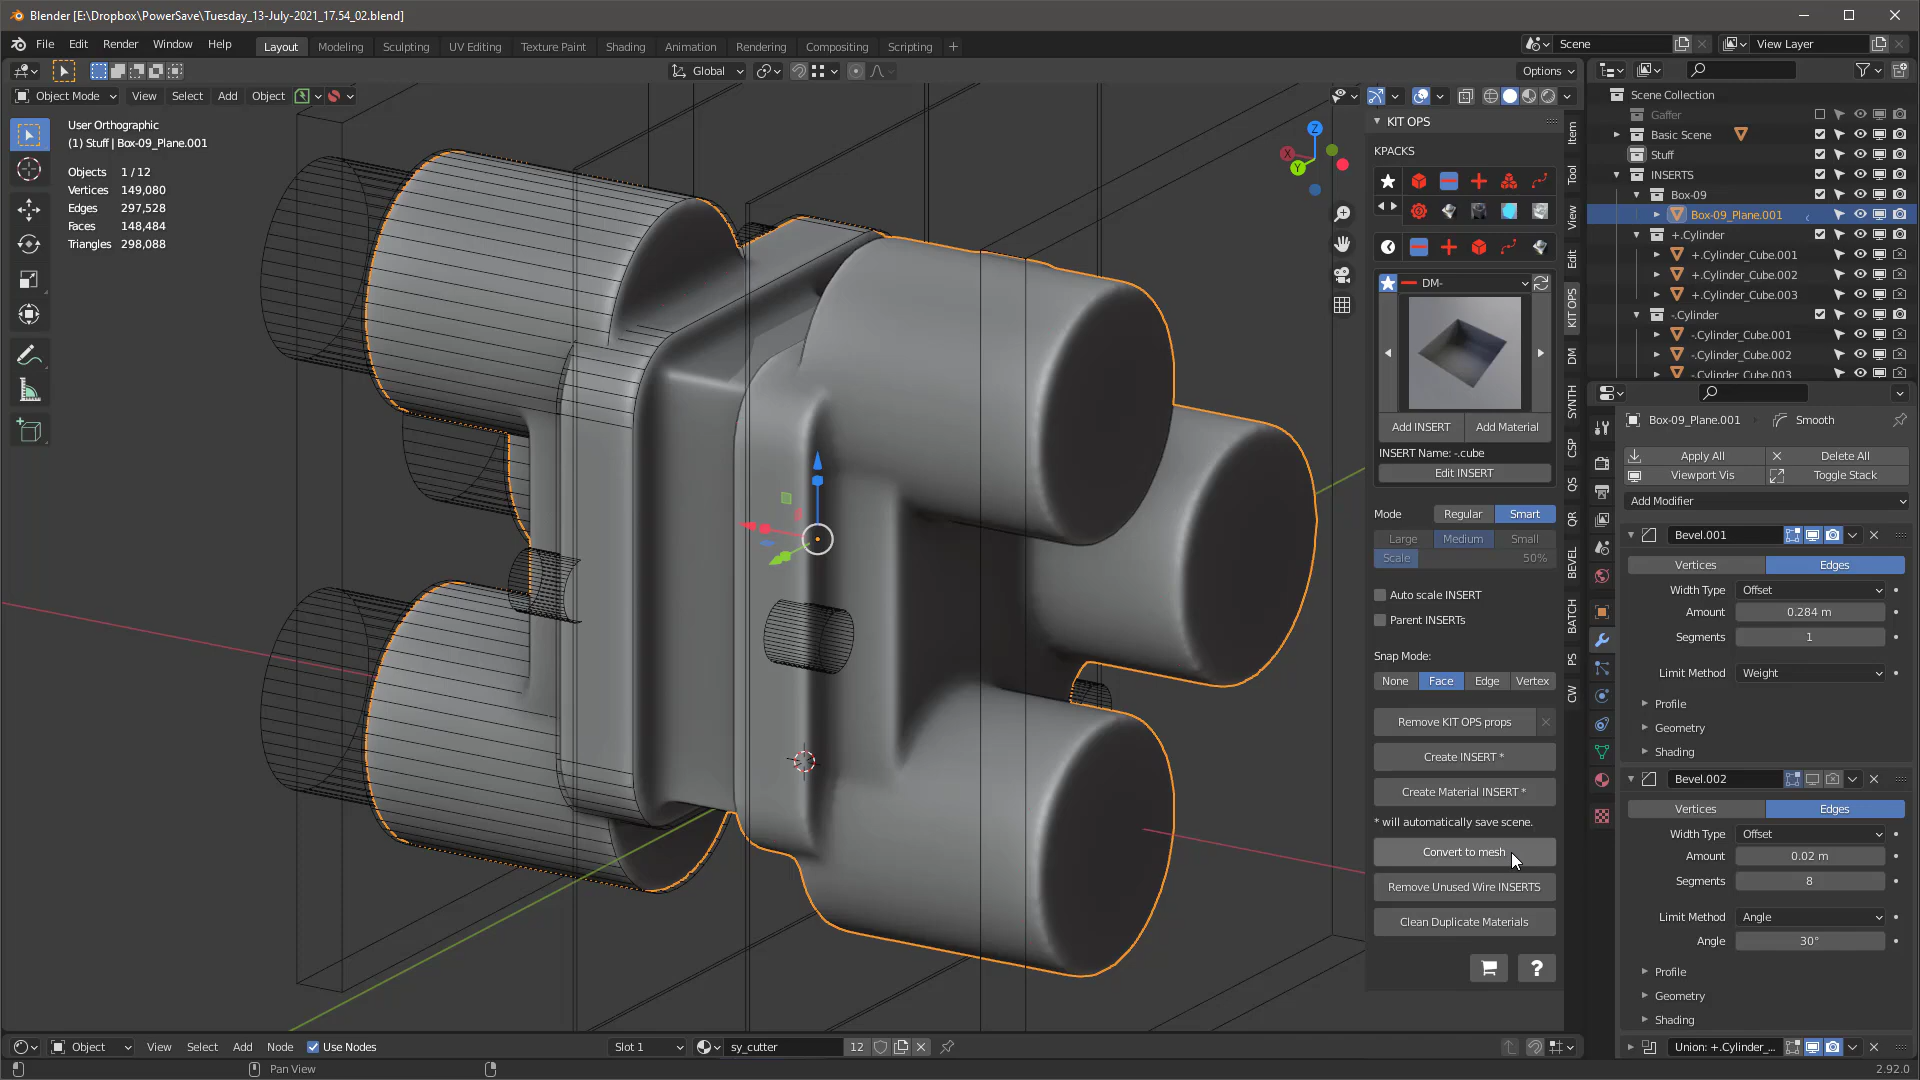 Blender [E:\Dropbox\PowerSave\Tuesday_13-July-2021_17.54_02.blend]
File Edit Render Window Help
Layout Modeling Sculpting UV Editing Texture Paint Shading Animation Rendering Compositing Scripting +
Scene
View Layer
Global
Options
Object Mode View Select Add Object
User Orthographic
(1) Stuff | Box-09_Plane.001
Objects 1 / 12
Vertices 149,080
Edges 297,528
Faces 148,484
Triangles 298,088
Z
X
Y
KIT OPS
KPACKS
DM-
Add INSERT
Add Material
INSERT Name: -.cube
Edit INSERT
Mode Regular Smart
Large Medium Small
Scale 50%
Auto scale INSERT
Parent INSERTs
Snap Mode:
None Face Edge Vertex
Remove KIT OPS props
Create INSERT *
Create Material INSERT *
* will automatically save scene.
Convert to mesh
Remove Unused Wire INSERTS
Clean Duplicate Materials
?
Item
Tool
View
Edit
KIT OPS
DM
SYNTH
CSP
QS
QR
BEVEL
BATCH
PS
CW
Scene Collection
Gaffer
Basic Scene
Stuff
INSERTS
Box-09
Box-09_Plane.001
+.Cylinder
+.Cylinder_Cube.001
+.Cylinder_Cube.002
+.Cylinder_Cube.003
-.Cylinder
-.Cylinder_Cube.001
-.Cylinder_Cube.002
-.Cylinder_Cube.003
Box-09_Plane.001 Smooth
Apply All Delete All
Viewport Vis Toggle Stack
Add Modifier
Bevel.001
Vertices Edges
Width Type Offset
Amount 0.284 m
Segments 1
Limit Method Weight
Profile
Geometry
Shading
Bevel.002
Vertices Edges
Width Type Offset
Amount 0.02 m
Segments 8
Limit Method Angle
Angle 30°
Profile
Geometry
Shading
Union: +.Cylinder_...
Object View Select Add Node Use Nodes
Slot 1
sy_cutter 12
Pan View
2.92.0